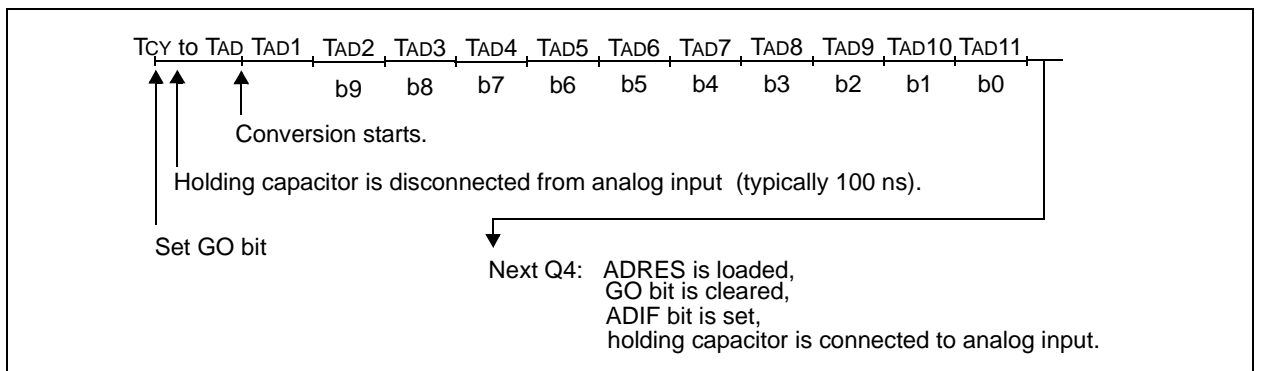 TCY to TAD TAD1 TAD2 TAD3 TAD4 TAD5 TAD6 TAD7 TAD8 TAD9 TAD10 TAD11
b9 b8 b7 b6 b5 b4 b3 b2 b1 b0
Conversion starts.
Holding capacitor is disconnected from analog input (typically 100 ns).
Set GO bit
Next Q4: ADRES is loaded,
GO bit is cleared,
ADIF bit is set,
holding capacitor is connected to analog input.